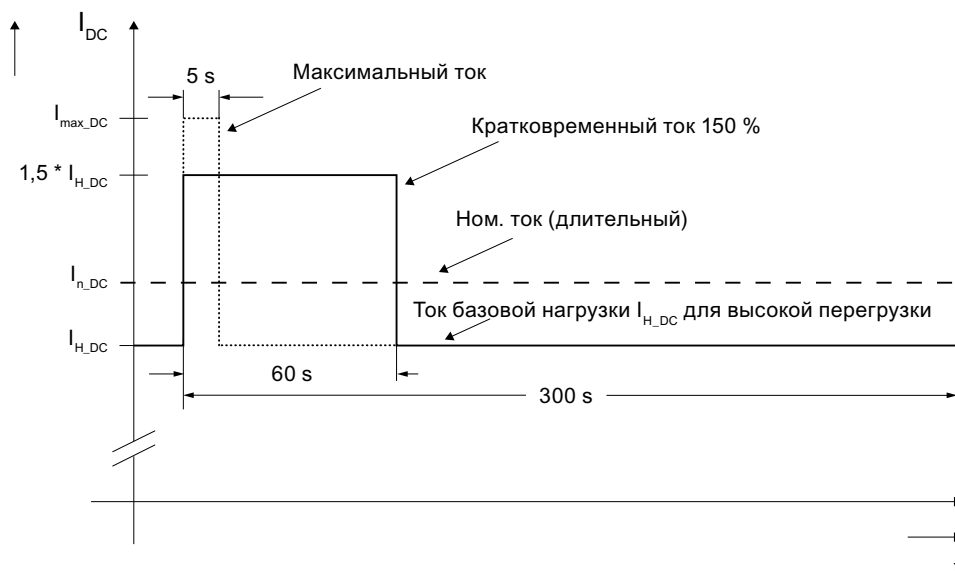 I_DC
5 s
Максимальный ток
I_max_DC
Кратковременный ток 150 %
1,5 * I_H_DC
Ном. ток (длительный)
I_n_DC
Ток базовой нагрузки I_H_DC для высокой перегрузки
I_H_DC
60 s
300 s